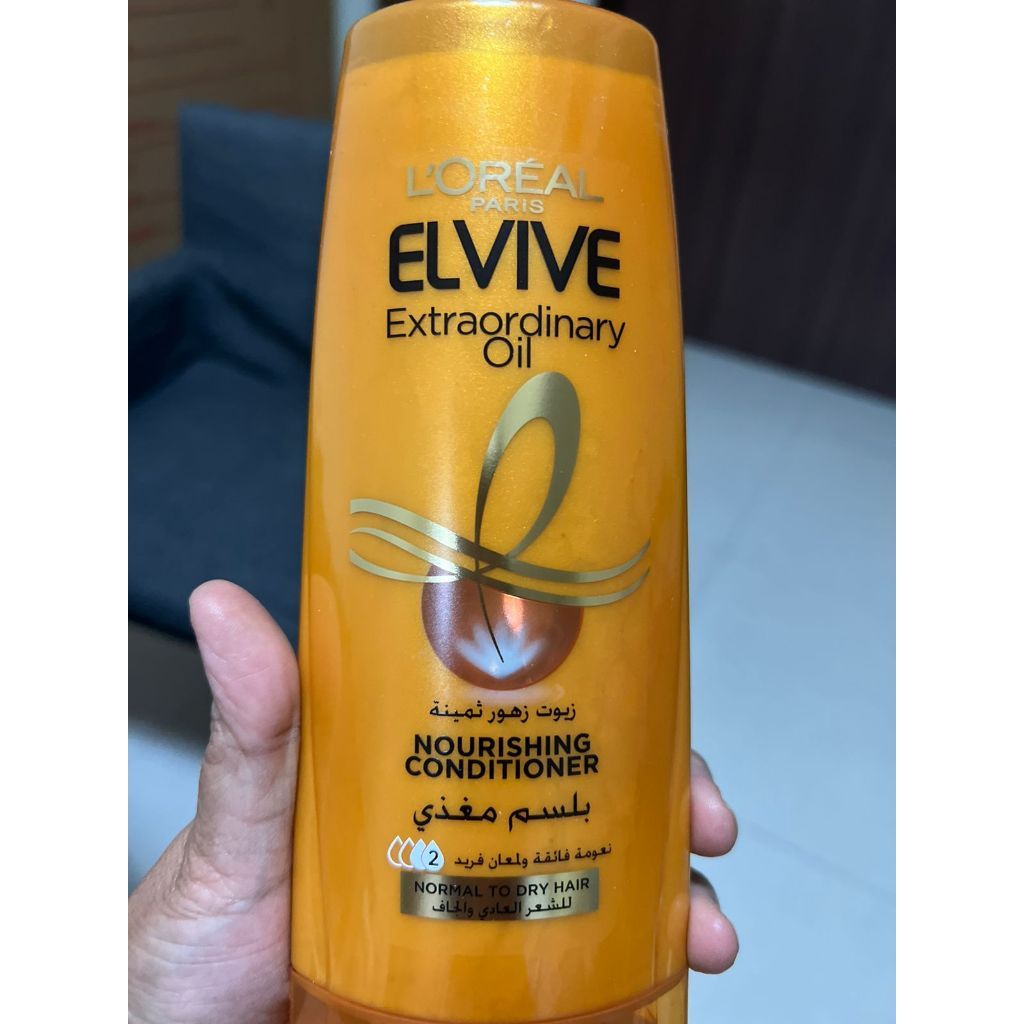 L'ORÉAL
PARIS
ELVIVE
Extraordinary
Oil
زيوت زهور ثمينة
NOURISHING
CONDITIONER
بلسم مغذي
2 نعومة فائقة ولمعان فريد
NORMAL TO DRY HAIR
للشعر العادي والجاف